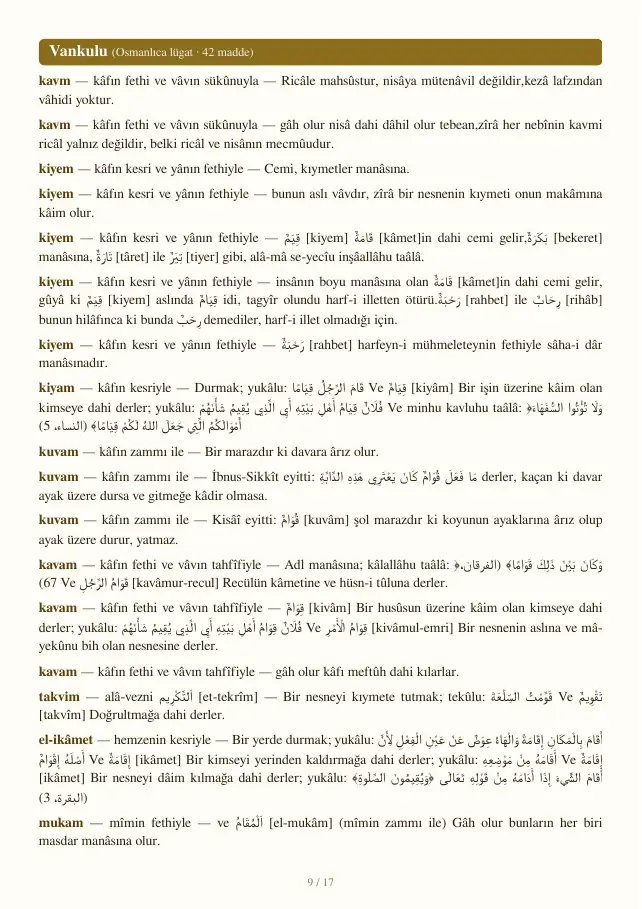 Vankulu (Osmanlıca lügat · 42 madde)
kavm — kâfın fethi ve vâvın sükûnuyla — Ricâle mahsûstur, nisâya mütenâvil değildir,kezâ lafzından
vâhidi yoktur.
kavm — kâfın fethi ve vâvın sükûnuyla — gâh olur nisâ dahi dâhil olur tebean,zîrâ her nebînin kavmi
ricâl yalnız değildir, belki ricâl ve nisânın mecmûudur.
kiyem — kâfın kesri ve yânın fethiyle — Cemi, kıymetler manâsına.
kiyem — kâfın kesri ve yânın fethiyle — bunun aslı vâvdır, zîrâ bir nesnenin kıymeti onun makâmına
kâim olur.
kiyem — kâfın kesri ve yânın fethiyle — قِيَمٌ [kiyem] قَامَةٌ [kâmet]in dahi cemi gelir,بَكَرَةٌ [bekeret]
manâsına, تَارَةٌ [târet] ile تِيَرٌ [tiyer] gibi, alâ-mâ se-yecîu inşâallâhu taâlâ.
kiyem — kâfın kesri ve yânın fethiyle — insânın boyu manâsına olan قَامَةٌ [kâmet]in dahi cemi gelir,
gûyâ ki قِيَمٌ [kiyem] aslında قِيَامٌ idi, tagyîr olundu harf-i illetten ötürü.رَحَبَةٌ [rahbet] ile رِحَابٌ [rihâb]
bunun hilâfınca ki bunda رِحَبٌ demediler, harf-i illet olmadığı için.
kiyem — kâfın kesri ve yânın fethiyle — رَحَبَةٌ [rahbet] harfeyn-i mühmeleteynin fethiyle sâha-i dâr
manâsınadır.
kiyam — kâfın kesriyle — Durmak; yukâlu: قَامَ الرَّجُلُ قِيَامًا Ve قِيَامٌ [kiyâm] Bir işin üzerine kâim olan
kimseye dahi derler; yukâlu: فُلَانٌ قِيَامُ أَهْلِ بَيْتِهِ أَيِ الَّذِي يُقِيمُ شَأْنَهُمْ Ve minhu kavluhu taâlâ: ﴿وَلَا تُؤْتُوا السُّفَهَاءَ
أَمْوَالَكُمُ الَّتِي جَعَلَ اللهُ لَكُمْ قِيَامًا﴾ (النساء، 5)
kuvam — kâfın zammı ile — Bir marazdır ki davara ârız olur.
kuvam — kâfın zammı ile — İbnus-Sikkît eyitti: مَا فَعَلَ قُوَامٌ كَانَ يَعْتَرِي هَذِهِ الدَّابَّةِ derler, kaçan ki davar
ayak üzere dursa ve gitmeğe kâdir olmasa.
kuvam — kâfın zammı ile — Kisâî eyitti: قُوَامٌ [kuvâm] şol marazdır ki koyunun ayaklarına ârız olup
ayak üzere durur, yatmaz.
kavam — kâfın fethi ve vâvın tahfîfiyle — Adl manâsına; kâlallâhu taâlâ: ﴿وَكَانَ بَيْنَ ذَلِكَ قَوَامًا﴾ (الفرقان،
67) Ve قَوَامُ الرَّجُلِ [kavâmur-recul] Recülün kâmetine ve hüsn-i tûluna derler.
kavam — kâfın fethi ve vâvın tahfîfiyle — قِوَامٌ [kivâm] Bir husûsun üzerine kâim olan kimseye dahi
derler; yukâlu: فُلَانٌ قِوَامُ أَهْلِ بَيْتِهِ أَيِ الَّذِي يُقِيمُ شَأْنَهُمْ Ve قِوَامُ الْأَمْرِ [kivâmul-emri] Bir nesnenin aslına ve mâ-
yekûnu bih olan nesnesine derler.
kavam — kâfın fethi ve vâvın tahfîfiyle — gâh olur kâfı meftûh dahi kılarlar.
takvim — alâ-vezni اَلتَّكْرِيم [et-tekrîm] — Bir nesneyi kıymete tutmak; tekûlu: قَوَّمْتُ السِّلْعَةَ Ve تَقْوِيمٌ
[takvîm] Doğrultmağa dahi derler.
el-ikâmet — hemzenin kesriyle — Bir yerde durmak; yukâlu: أَقَامَ بِالْمَكَانِ إِقَامَةً وَالْهَاءُ عِوَضٌ عَنْ عَيْنِ الْفِعْلِ لِأَنَّ
أَصْلَهُ إِقْوَامٌ Ve إِقَامَةٌ [ikâmet] Bir kimseyi yerinden kaldırmağa dahi derler; yukâlu: أَقَامَهُ مِنْ مَوْضِعِهِ Ve إِقَامَةٌ
[ikâmet] Bir nesneyi dâim kılmağa dahi derler; yukâlu: أَقَامَ الشَّيْءَ إِذَا أَدَامَهُ مِنْ قَوْلِهِ تَعَالَى ﴿وَيُقِيمُونَ الصَّلٰوةَ﴾
(البقرة، 3)
mukam — mîmin fethiyle — ve اَلْمُقَامُ [el-mukâm] (mîmin zammı ile) Gâh olur bunların her biri
masdar manâsına olur.
9 / 17